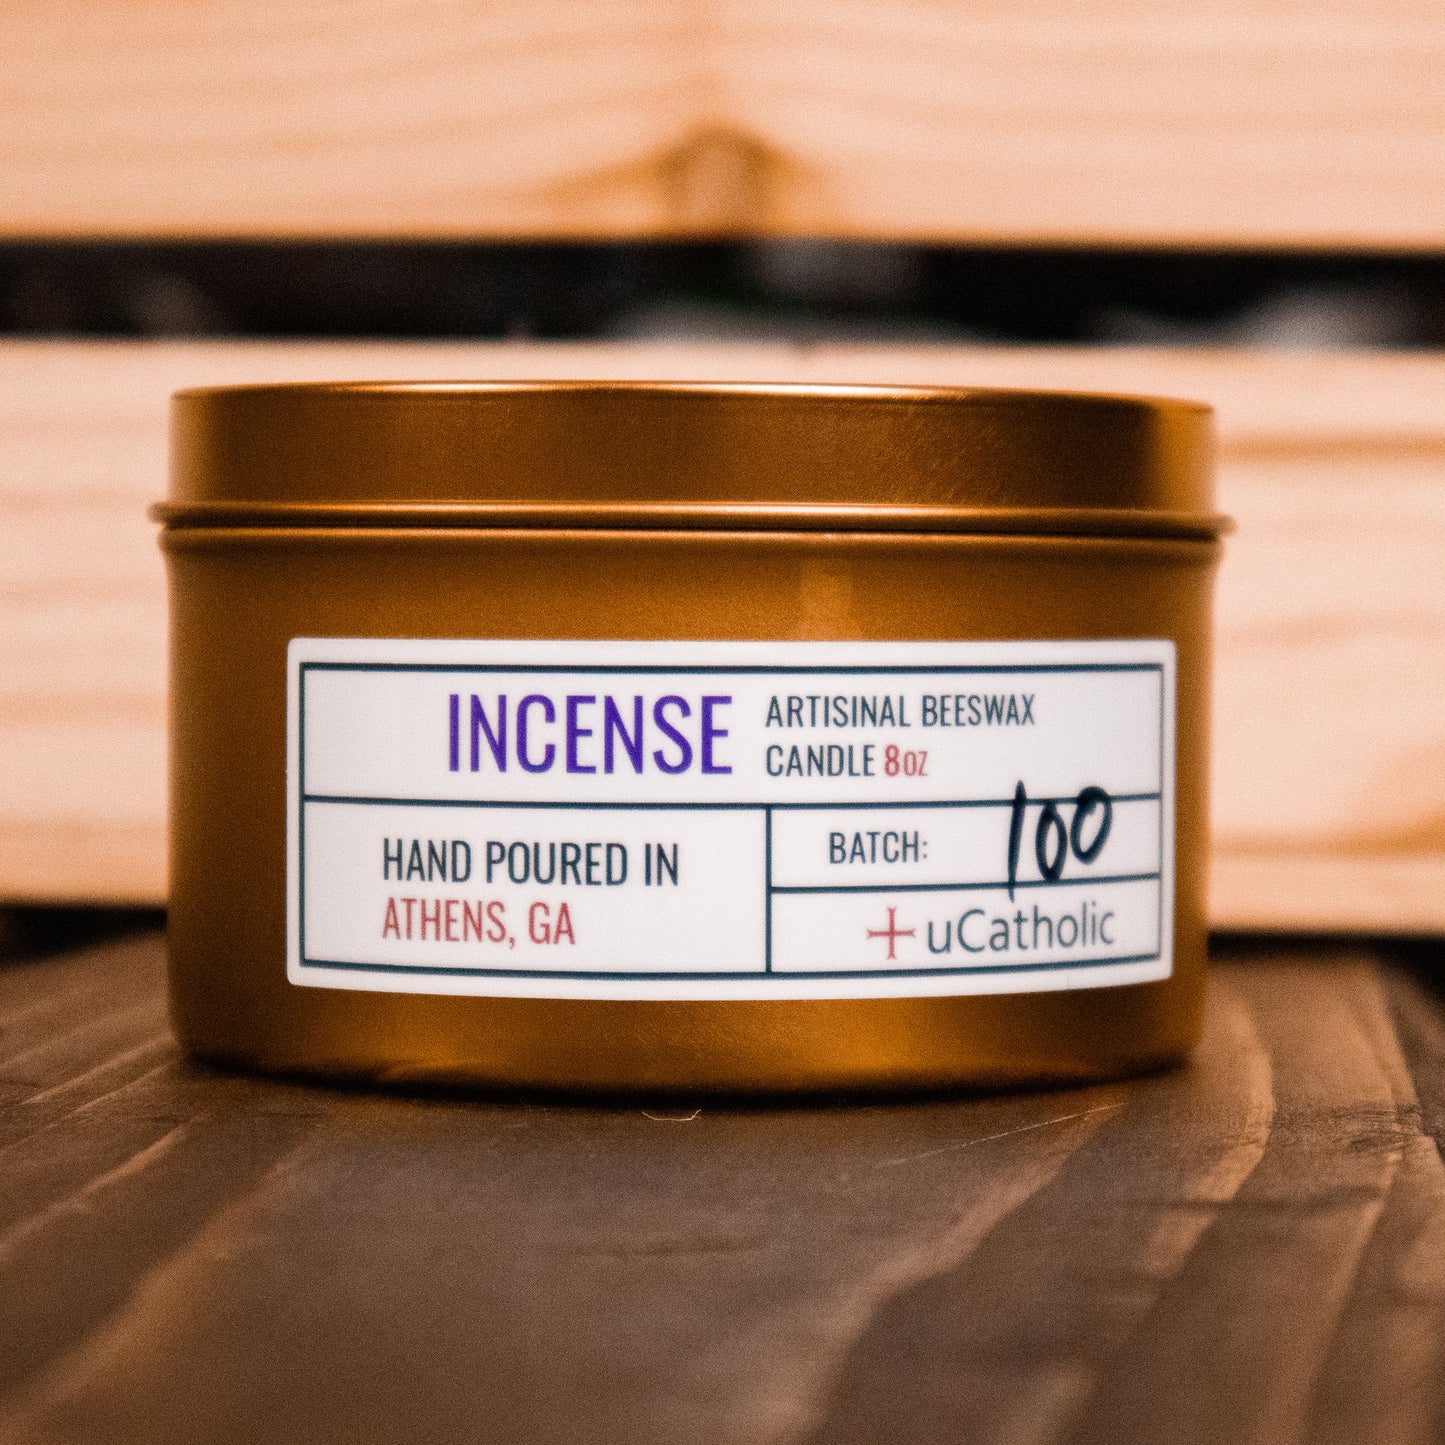 INCENSE
ARTISINAL BEESWAX
CANDLE 8OZ
HAND POURED IN
ATHENS, GA
BATCH: 100
uCatholic